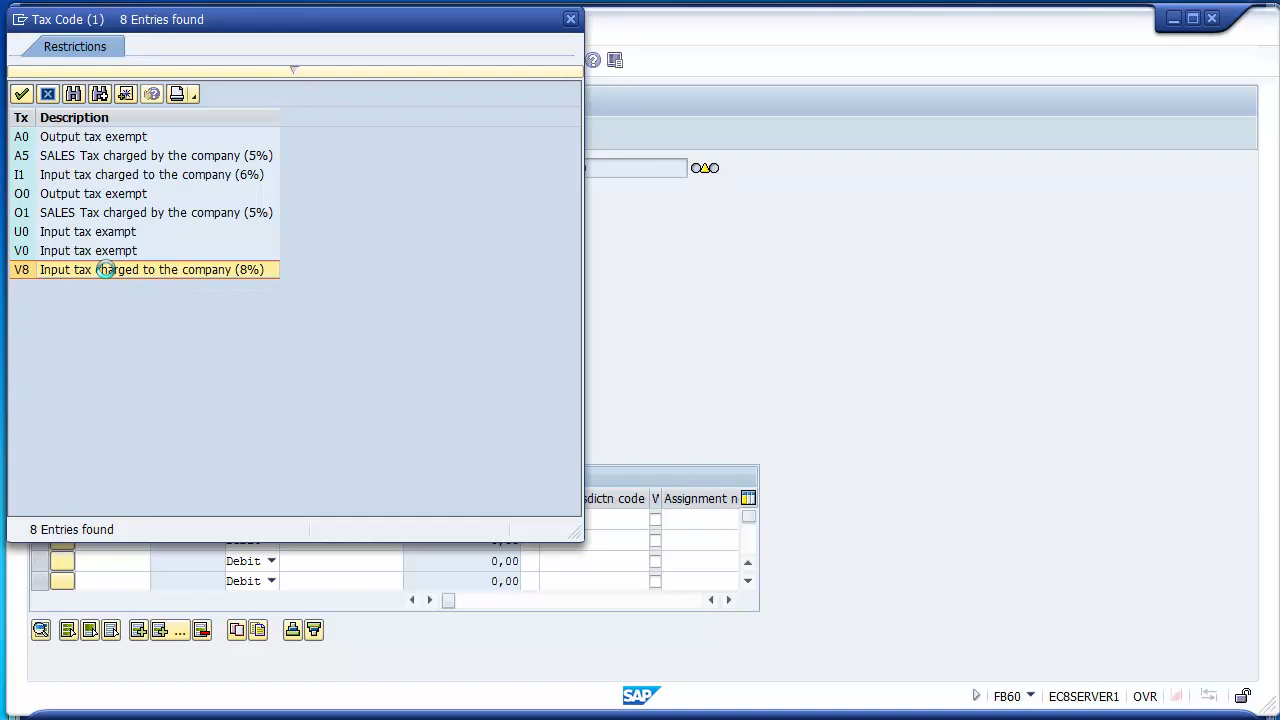 Tax Code (1) 8 Entries found
Restrictions
Tx Description
A0 Output tax exempt
A5 SALES Tax charged by the company (5%)
I1 Input tax charged to the company (6%)
O0 Output tax exempt
O1 SALES Tax charged by the company (5%)
U0 Input tax exampt
V0 Input tax exempt
V8 Input tax charged to the company (8%)
sdictn code V Assignment n
8 Entries found
Debit 0,00
Debit 0,00
...
SAP FB60 EC8SERVER1 OVR